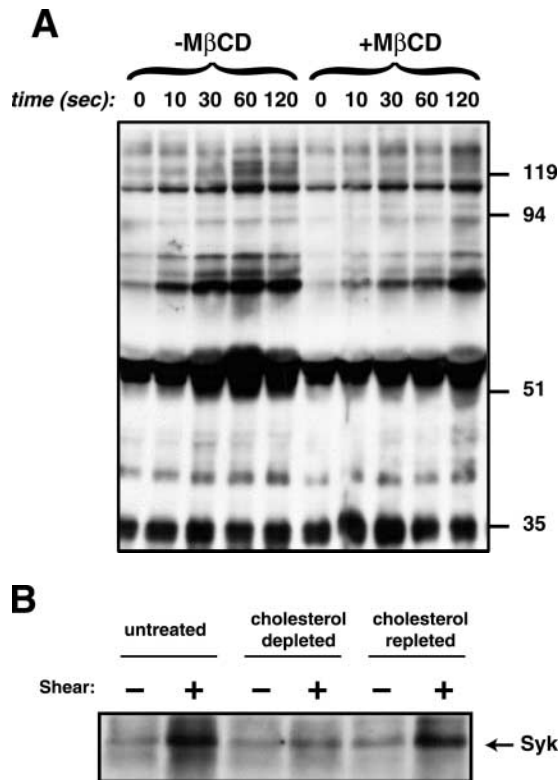 A
-MβCD +MβCD
time (sec): 0 10 30 60 120 0 10 30 60 120
119
94
51
35
B
untreated cholesterol depleted cholesterol repleted
Shear: − + − + − +
Syk